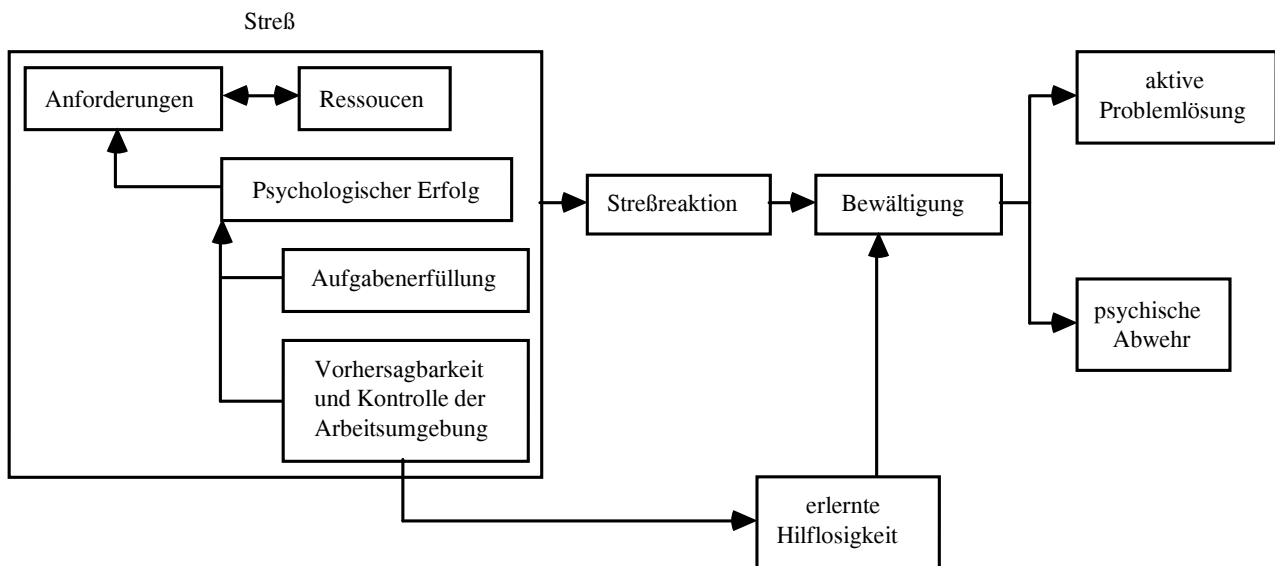 Streß
Anforderungen
Ressoucen
Psychologischer Erfolg
Aufgabenerfüllung
Vorhersagbarkeit
und Kontrolle der
Arbeitsumgebung
Streßreaktion
Bewältigung
aktive
Problemlösung
psychische
Abwehr
erlernte
Hilflosigkeit